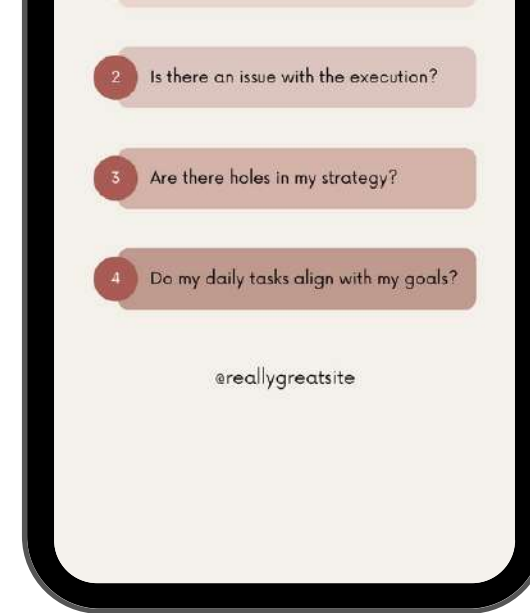 2 Is there an issue with the execution?
3 Are there holes in my strategy?
4 Do my daily tasks align with my goals?
@reallygreatsite